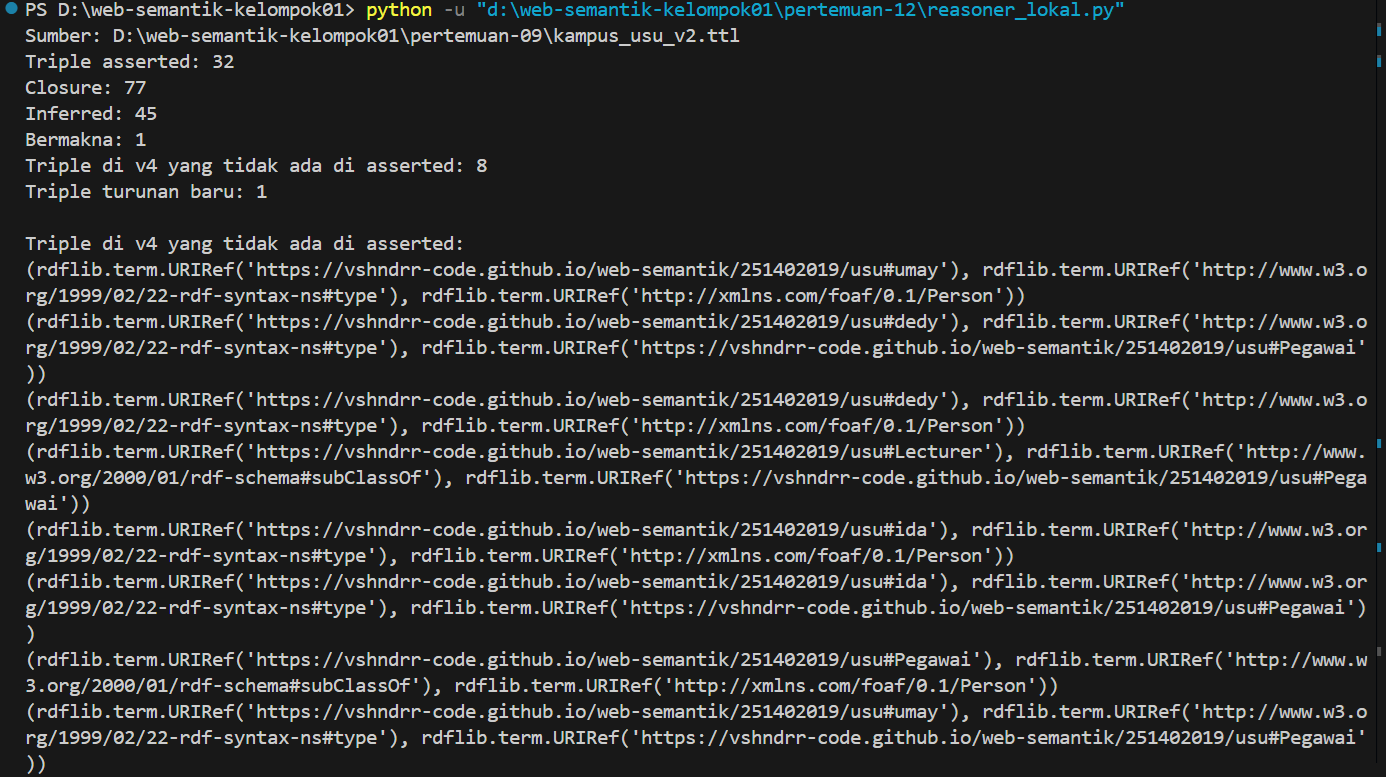 PS D:\web-semantik-kelompok01> python -u "d:\web-semantik-kelompok01\pertemuan-12\reasoner_lokal.py"
Sumber: D:\web-semantik-kelompok01\pertemuan-09\kampus_usu_v2.ttl
Triple asserted: 32
Closure: 77
Inferred: 45
Bermakna: 1
Triple di v4 yang tidak ada di asserted: 8
Triple turunan baru: 1
Triple di v4 yang tidak ada di asserted:
(rdflib.term.URIRef('https://vshndrr-code.github.io/web-semantik/251402019/usu#umay'), rdflib.term.URIRef('http://www.w3.o
rg/1999/02/22-rdf-syntax-ns#type'), rdflib.term.URIRef('http://xmlns.com/foaf/0.1/Person'))
(rdflib.term.URIRef('https://vshndrr-code.github.io/web-semantik/251402019/usu#dedy'), rdflib.term.URIRef('http://www.w3.o
rg/1999/02/22-rdf-syntax-ns#type'), rdflib.term.URIRef('https://vshndrr-code.github.io/web-semantik/251402019/usu#Pegawai'
))
(rdflib.term.URIRef('https://vshndrr-code.github.io/web-semantik/251402019/usu#dedy'), rdflib.term.URIRef('http://www.w3.o
rg/1999/02/22-rdf-syntax-ns#type'), rdflib.term.URIRef('http://xmlns.com/foaf/0.1/Person'))
(rdflib.term.URIRef('https://vshndrr-code.github.io/web-semantik/251402019/usu#Lecturer'), rdflib.term.URIRef('http://www.
w3.org/2000/01/rdf-schema#subClassOf'), rdflib.term.URIRef('https://vshndrr-code.github.io/web-semantik/251402019/usu#Pega
wai'))
(rdflib.term.URIRef('https://vshndrr-code.github.io/web-semantik/251402019/usu#ida'), rdflib.term.URIRef('http://www.w3.or
g/1999/02/22-rdf-syntax-ns#type'), rdflib.term.URIRef('http://xmlns.com/foaf/0.1/Person'))
(rdflib.term.URIRef('https://vshndrr-code.github.io/web-semantik/251402019/usu#ida'), rdflib.term.URIRef('http://www.w3.or
g/1999/02/22-rdf-syntax-ns#type'), rdflib.term.URIRef('https://vshndrr-code.github.io/web-semantik/251402019/usu#Pegawai')
)
(rdflib.term.URIRef('https://vshndrr-code.github.io/web-semantik/251402019/usu#Pegawai'), rdflib.term.URIRef('http://www.w
3.org/2000/01/rdf-schema#subClassOf'), rdflib.term.URIRef('http://xmlns.com/foaf/0.1/Person'))
(rdflib.term.URIRef('https://vshndrr-code.github.io/web-semantik/251402019/usu#umay'), rdflib.term.URIRef('http://www.w3.o
rg/1999/02/22-rdf-syntax-ns#type'), rdflib.term.URIRef('https://vshndrr-code.github.io/web-semantik/251402019/usu#Pegawai'
))